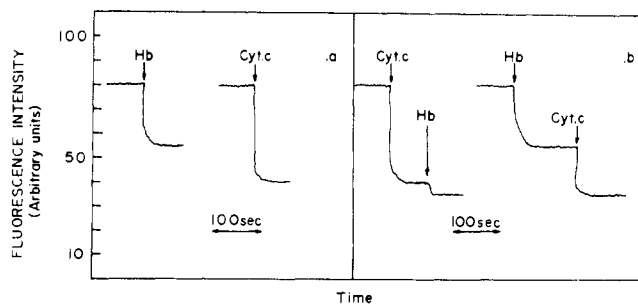 FLUORESCENCE INTENSITY
(Arbitrary units)
100
50
10
Hb
Cyt.c
.a
100sec
Cyt.c
Hb
Hb
Cyt.c
.b
100sec
Time